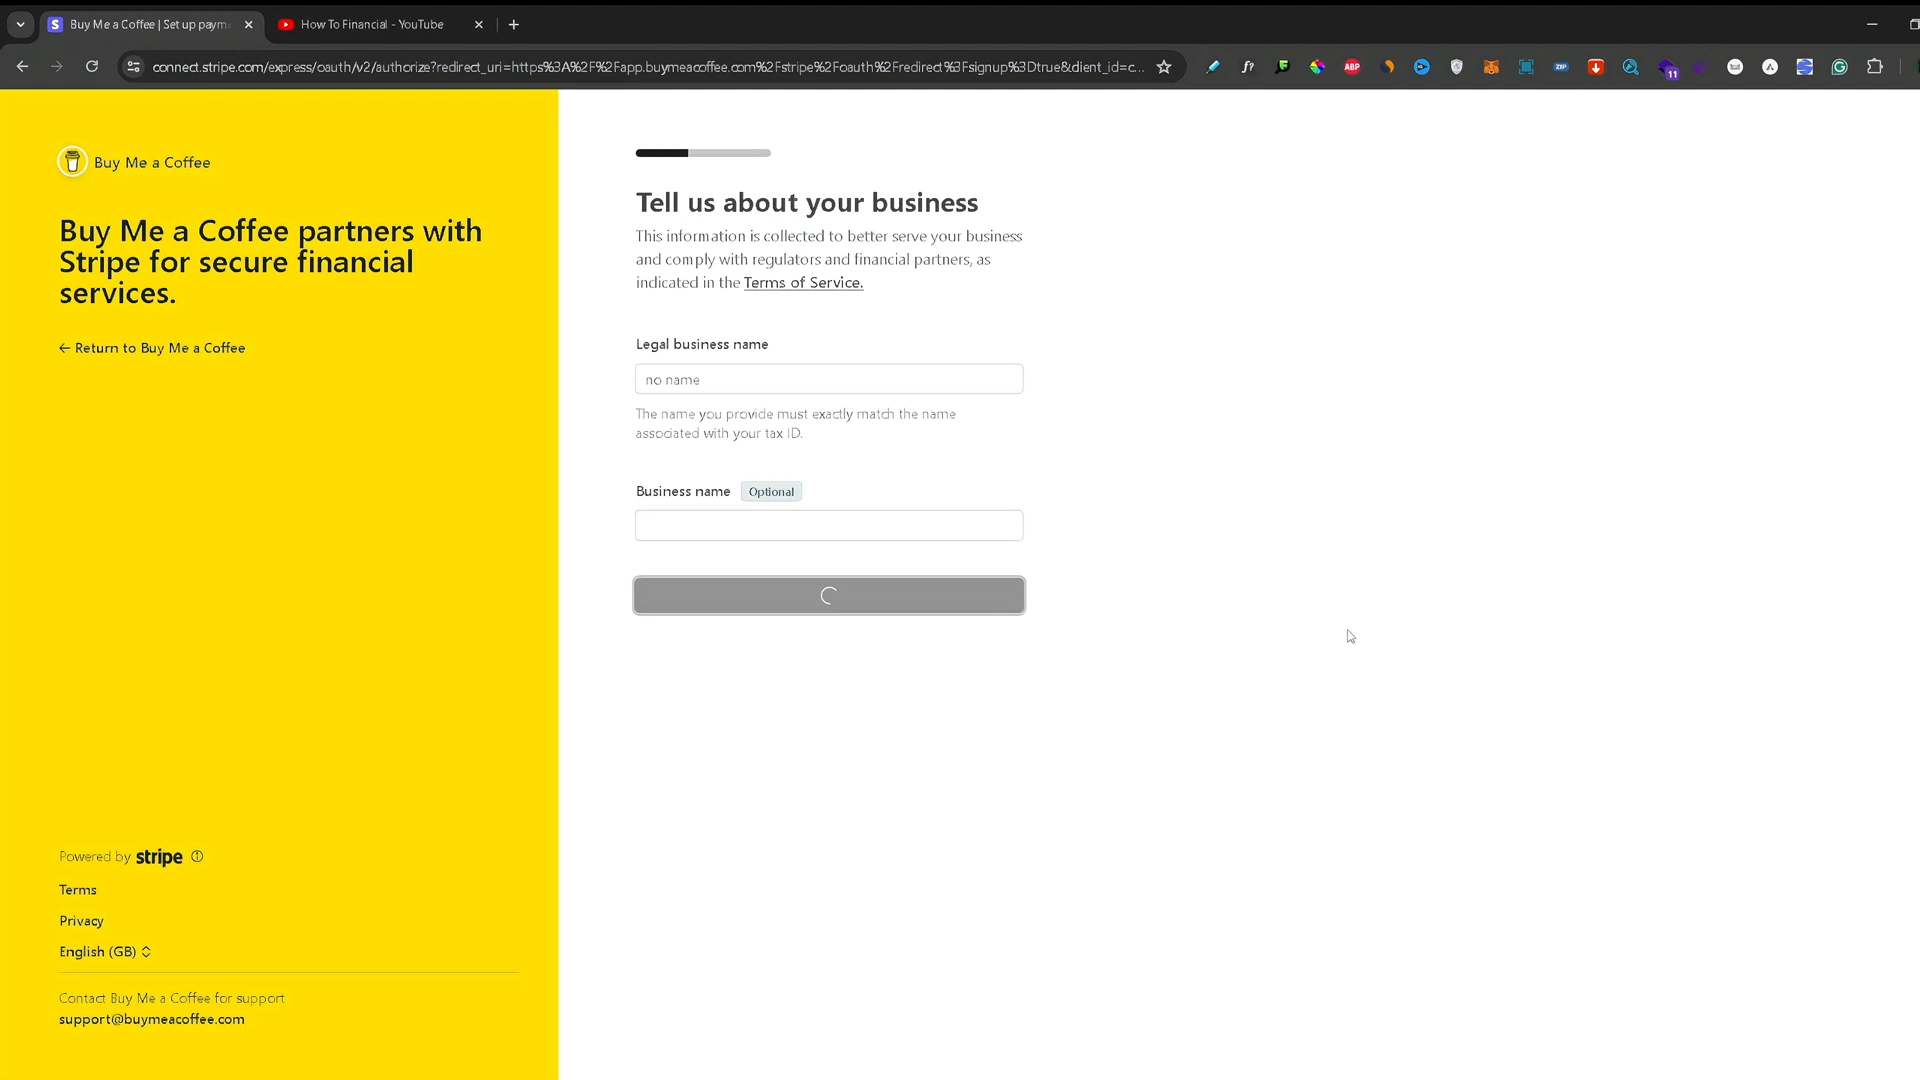 S Buy Me a Coffee | Set up paym
How To Financial - YouTube
connect.stripe.com/express/oauth/v2/authorize?redirect_uri=https%3A%2F%2Fapp.buymeacoffee.com%2Fstripe%2Foauth%2Fredirect%3Fsignup%3Dtrue&client_id=c...
f?
ABP
ZIP
11
Buy Me a Coffee
Buy Me a Coffee partners with
Stripe for secure financial
services.
← Return to Buy Me a Coffee
Tell us about your business
This information is collected to better serve your business
and comply with regulators and financial partners, as
indicated in the Terms of Service.
Legal business name
no name
The name you provide must exactly match the name
associated with your tax ID.
Business name Optional
Powered by stripe
Terms
Privacy
English (GB)
Contact Buy Me a Coffee for support
support@buymeacoffee.com